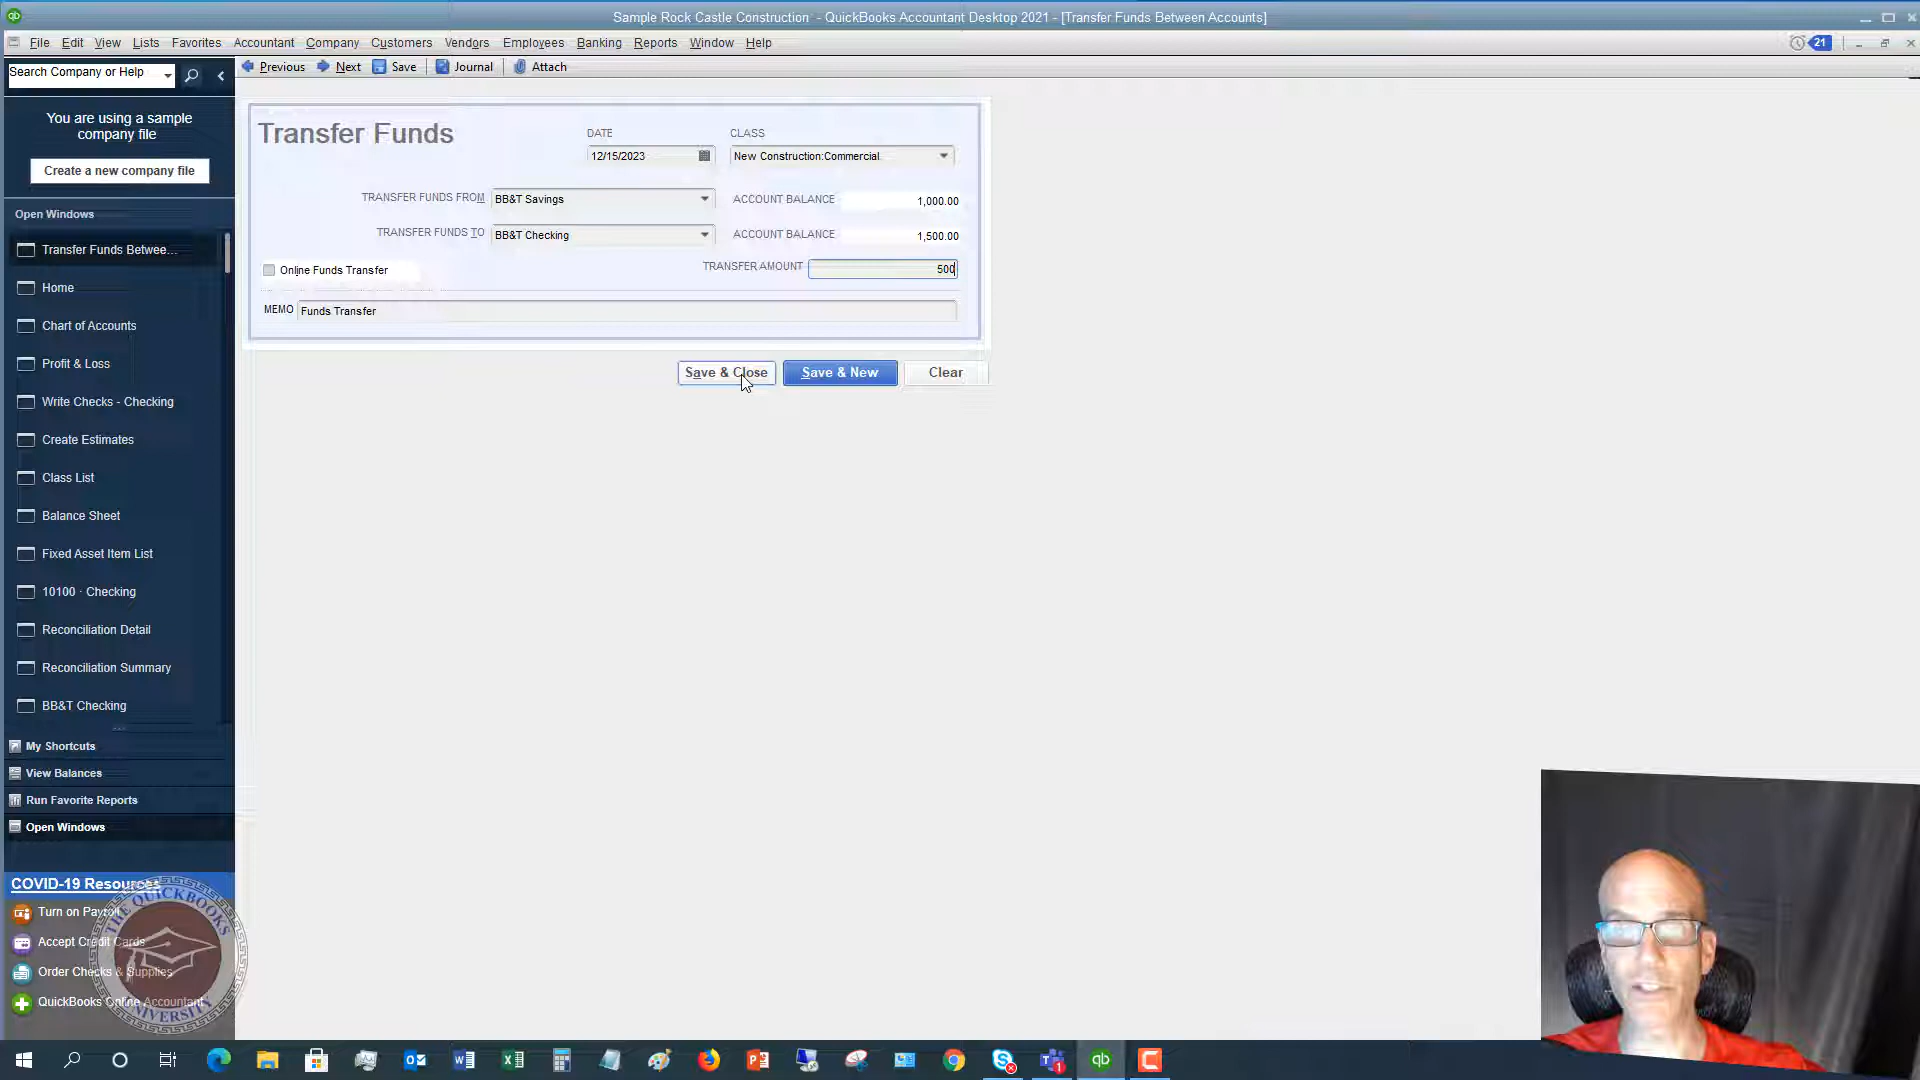 Sample Rock Castle Construction - QuickBooks Accountant Desktop 2021 - [Transfer Funds Between Accounts]
File Edit View Lists Favorites Accountant Company Customers Vendors Employees Banking Reports Window Help
21
Search Company or Help
Previous Next Save Journal Attach
You are using a sample
company file
Create a new company file
Open Windows
Transfer Funds Betwee...
Home
Chart of Accounts
Profit & Loss
Write Checks - Checking
Create Estimates
Class List
Balance Sheet
Fixed Asset Item List
10100 · Checking
Reconciliation Detail
Reconciliation Summary
BB&T Checking
My Shortcuts
View Balances
Run Favorite Reports
Open Windows
COVID-19 Resources
Turn on Payroll
Accept Credit Cards
Order Checks & Supplies
QuickBooks Online Accountant
THE QUICKBOOKS UNIVERSITY
Transfer Funds
DATE
12/15/2023
CLASS
New Construction:Commercial
TRANSFER FUNDS FROM BB&T Savings ACCOUNT BALANCE 1,000.00
TRANSFER FUNDS TO BB&T Checking ACCOUNT BALANCE 1,500.00
Online Funds Transfer TRANSFER AMOUNT 500
MEMO Funds Transfer
Save & Close Save & New Clear